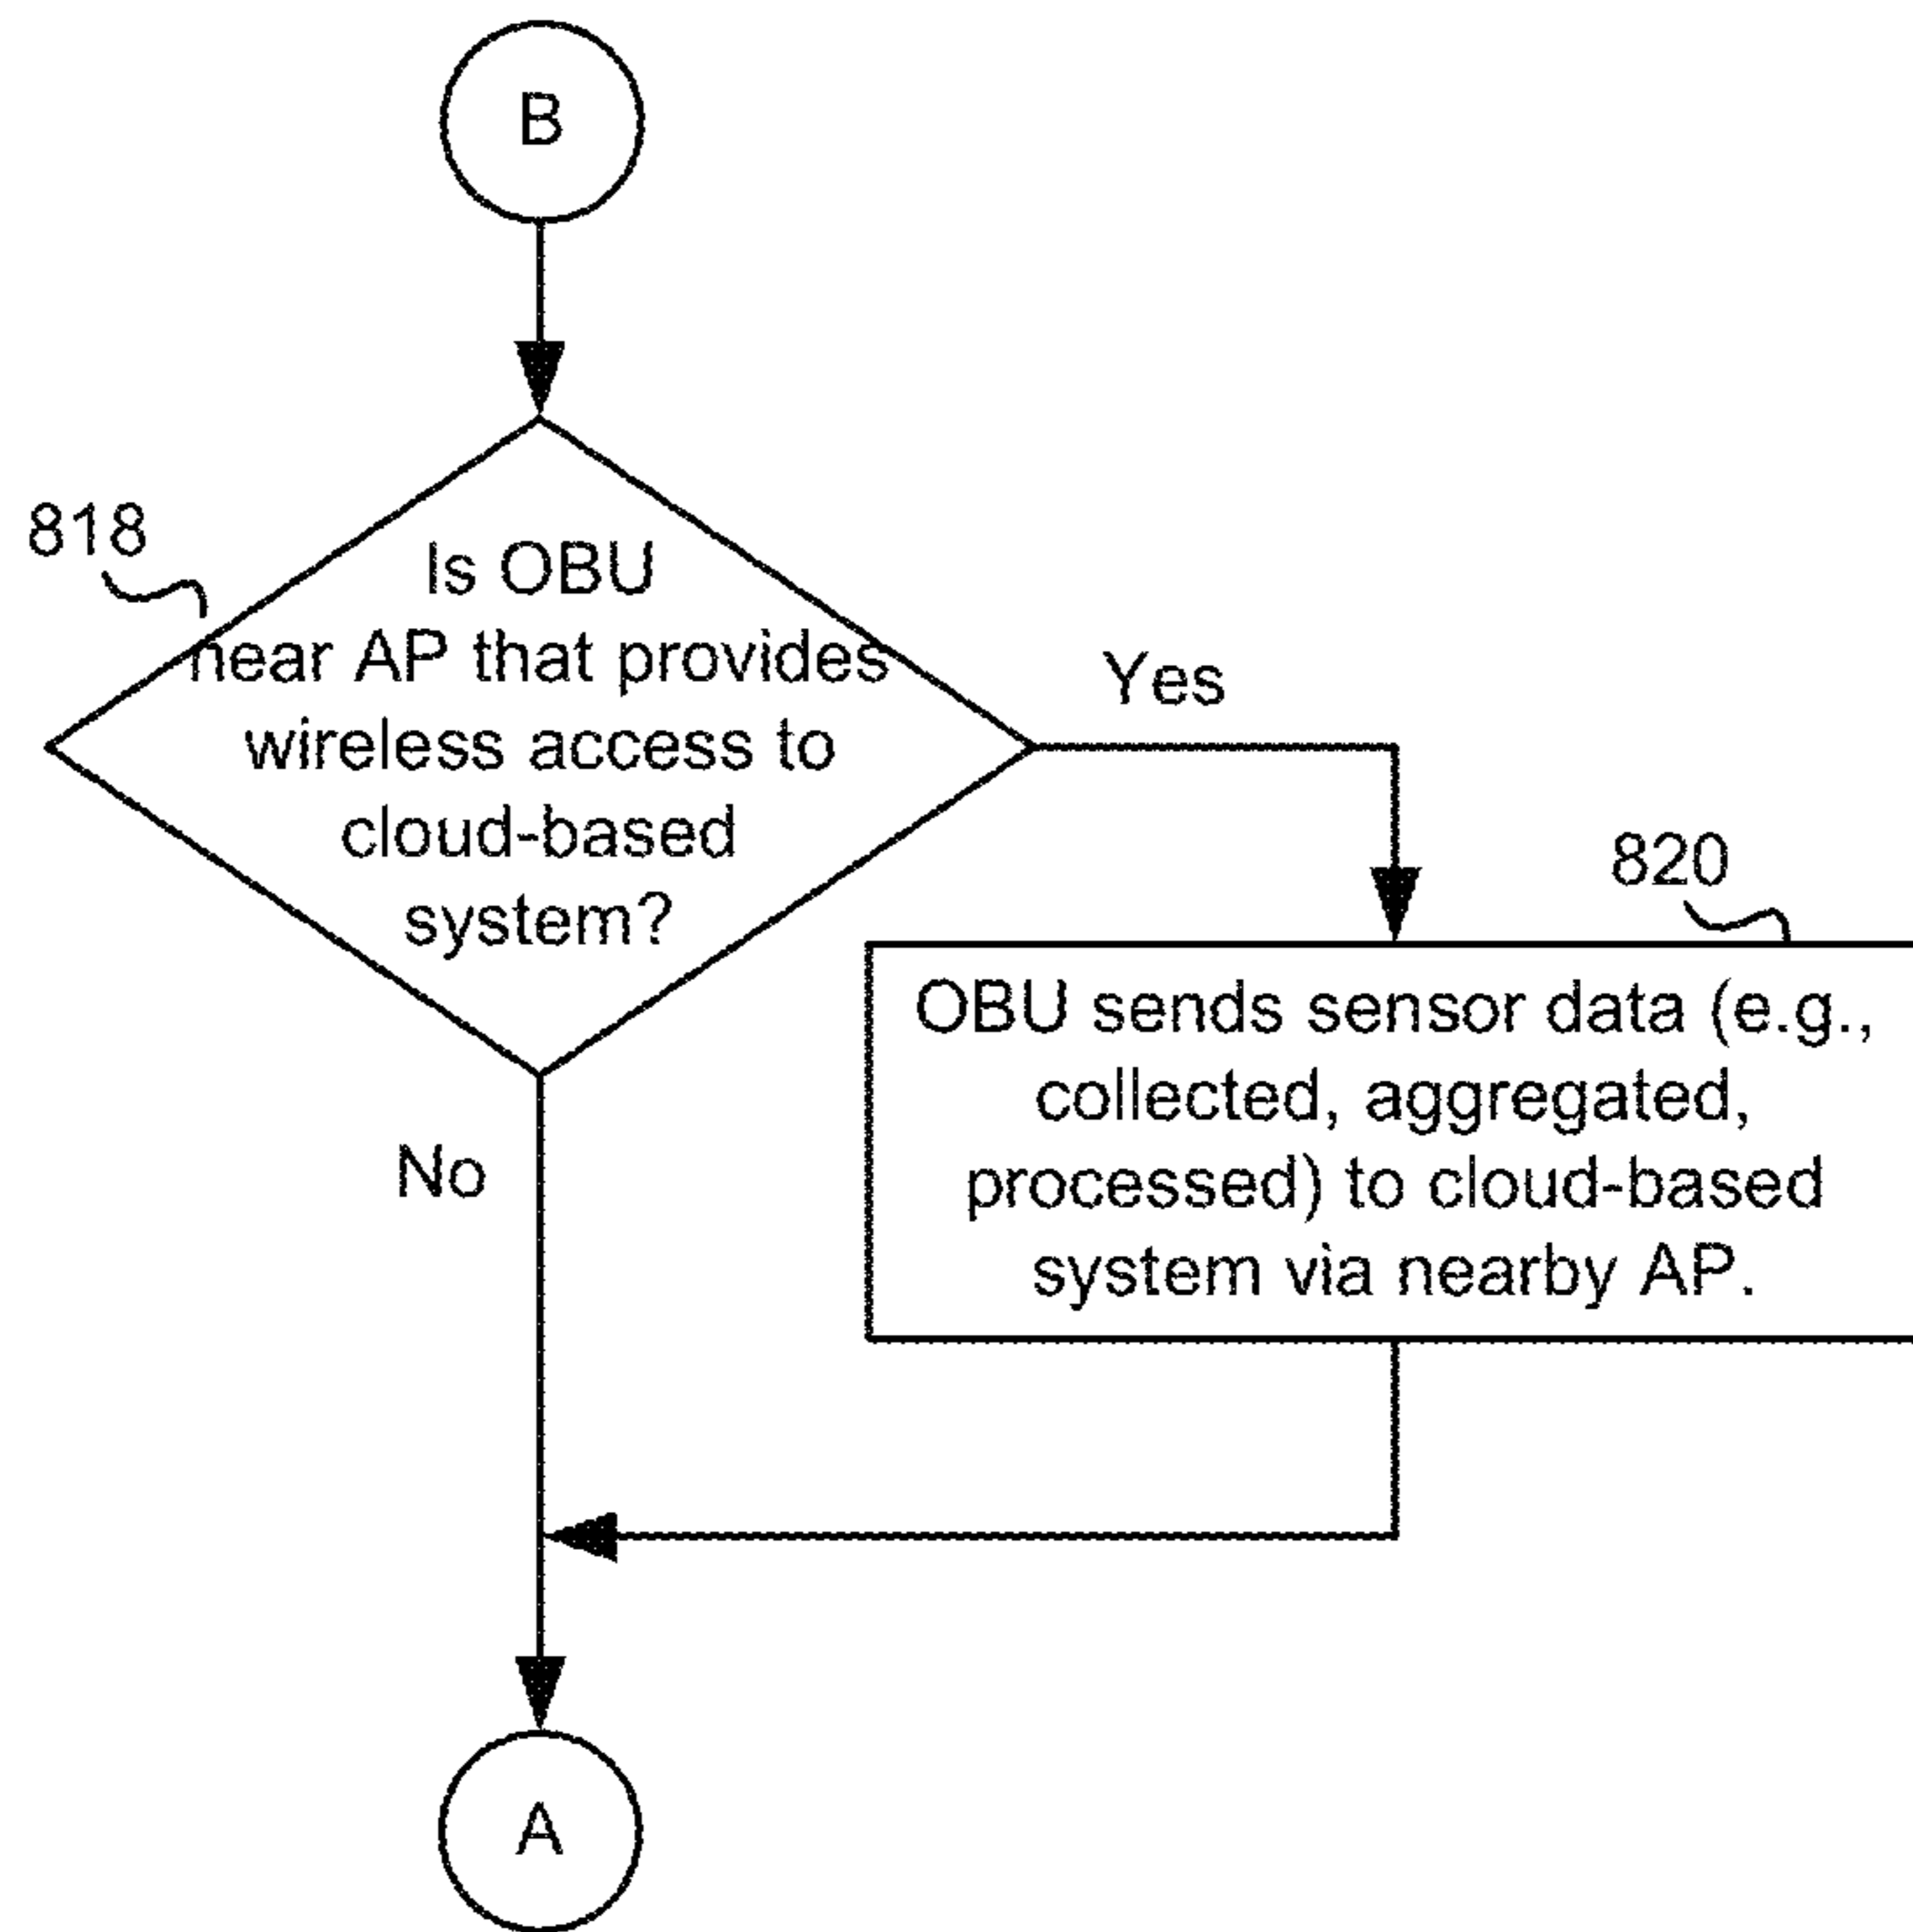 B
818
Is OBU
near AP that provides
wireless access to
cloud-based
system?
Yes
820
OBU sends sensor data (e.g.,
collected, aggregated,
processed) to cloud-based
system via nearby AP.
No
A